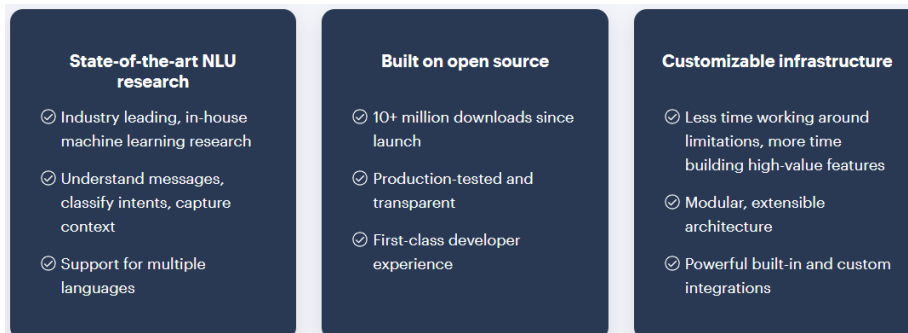 State-of-the-art NLU
research
Industry leading, in-house
machine learning research
Understand messages,
classify intents, capture
context
Support for multiple
languages
Built on open source
10+ million downloads since
launch
Production-tested and
transparent
First-class developer
experience
Customizable infrastructure
Less time working around
limitations, more time
building high-value features
Modular, extensible
architecture
Powerful built-in and custom
integrations